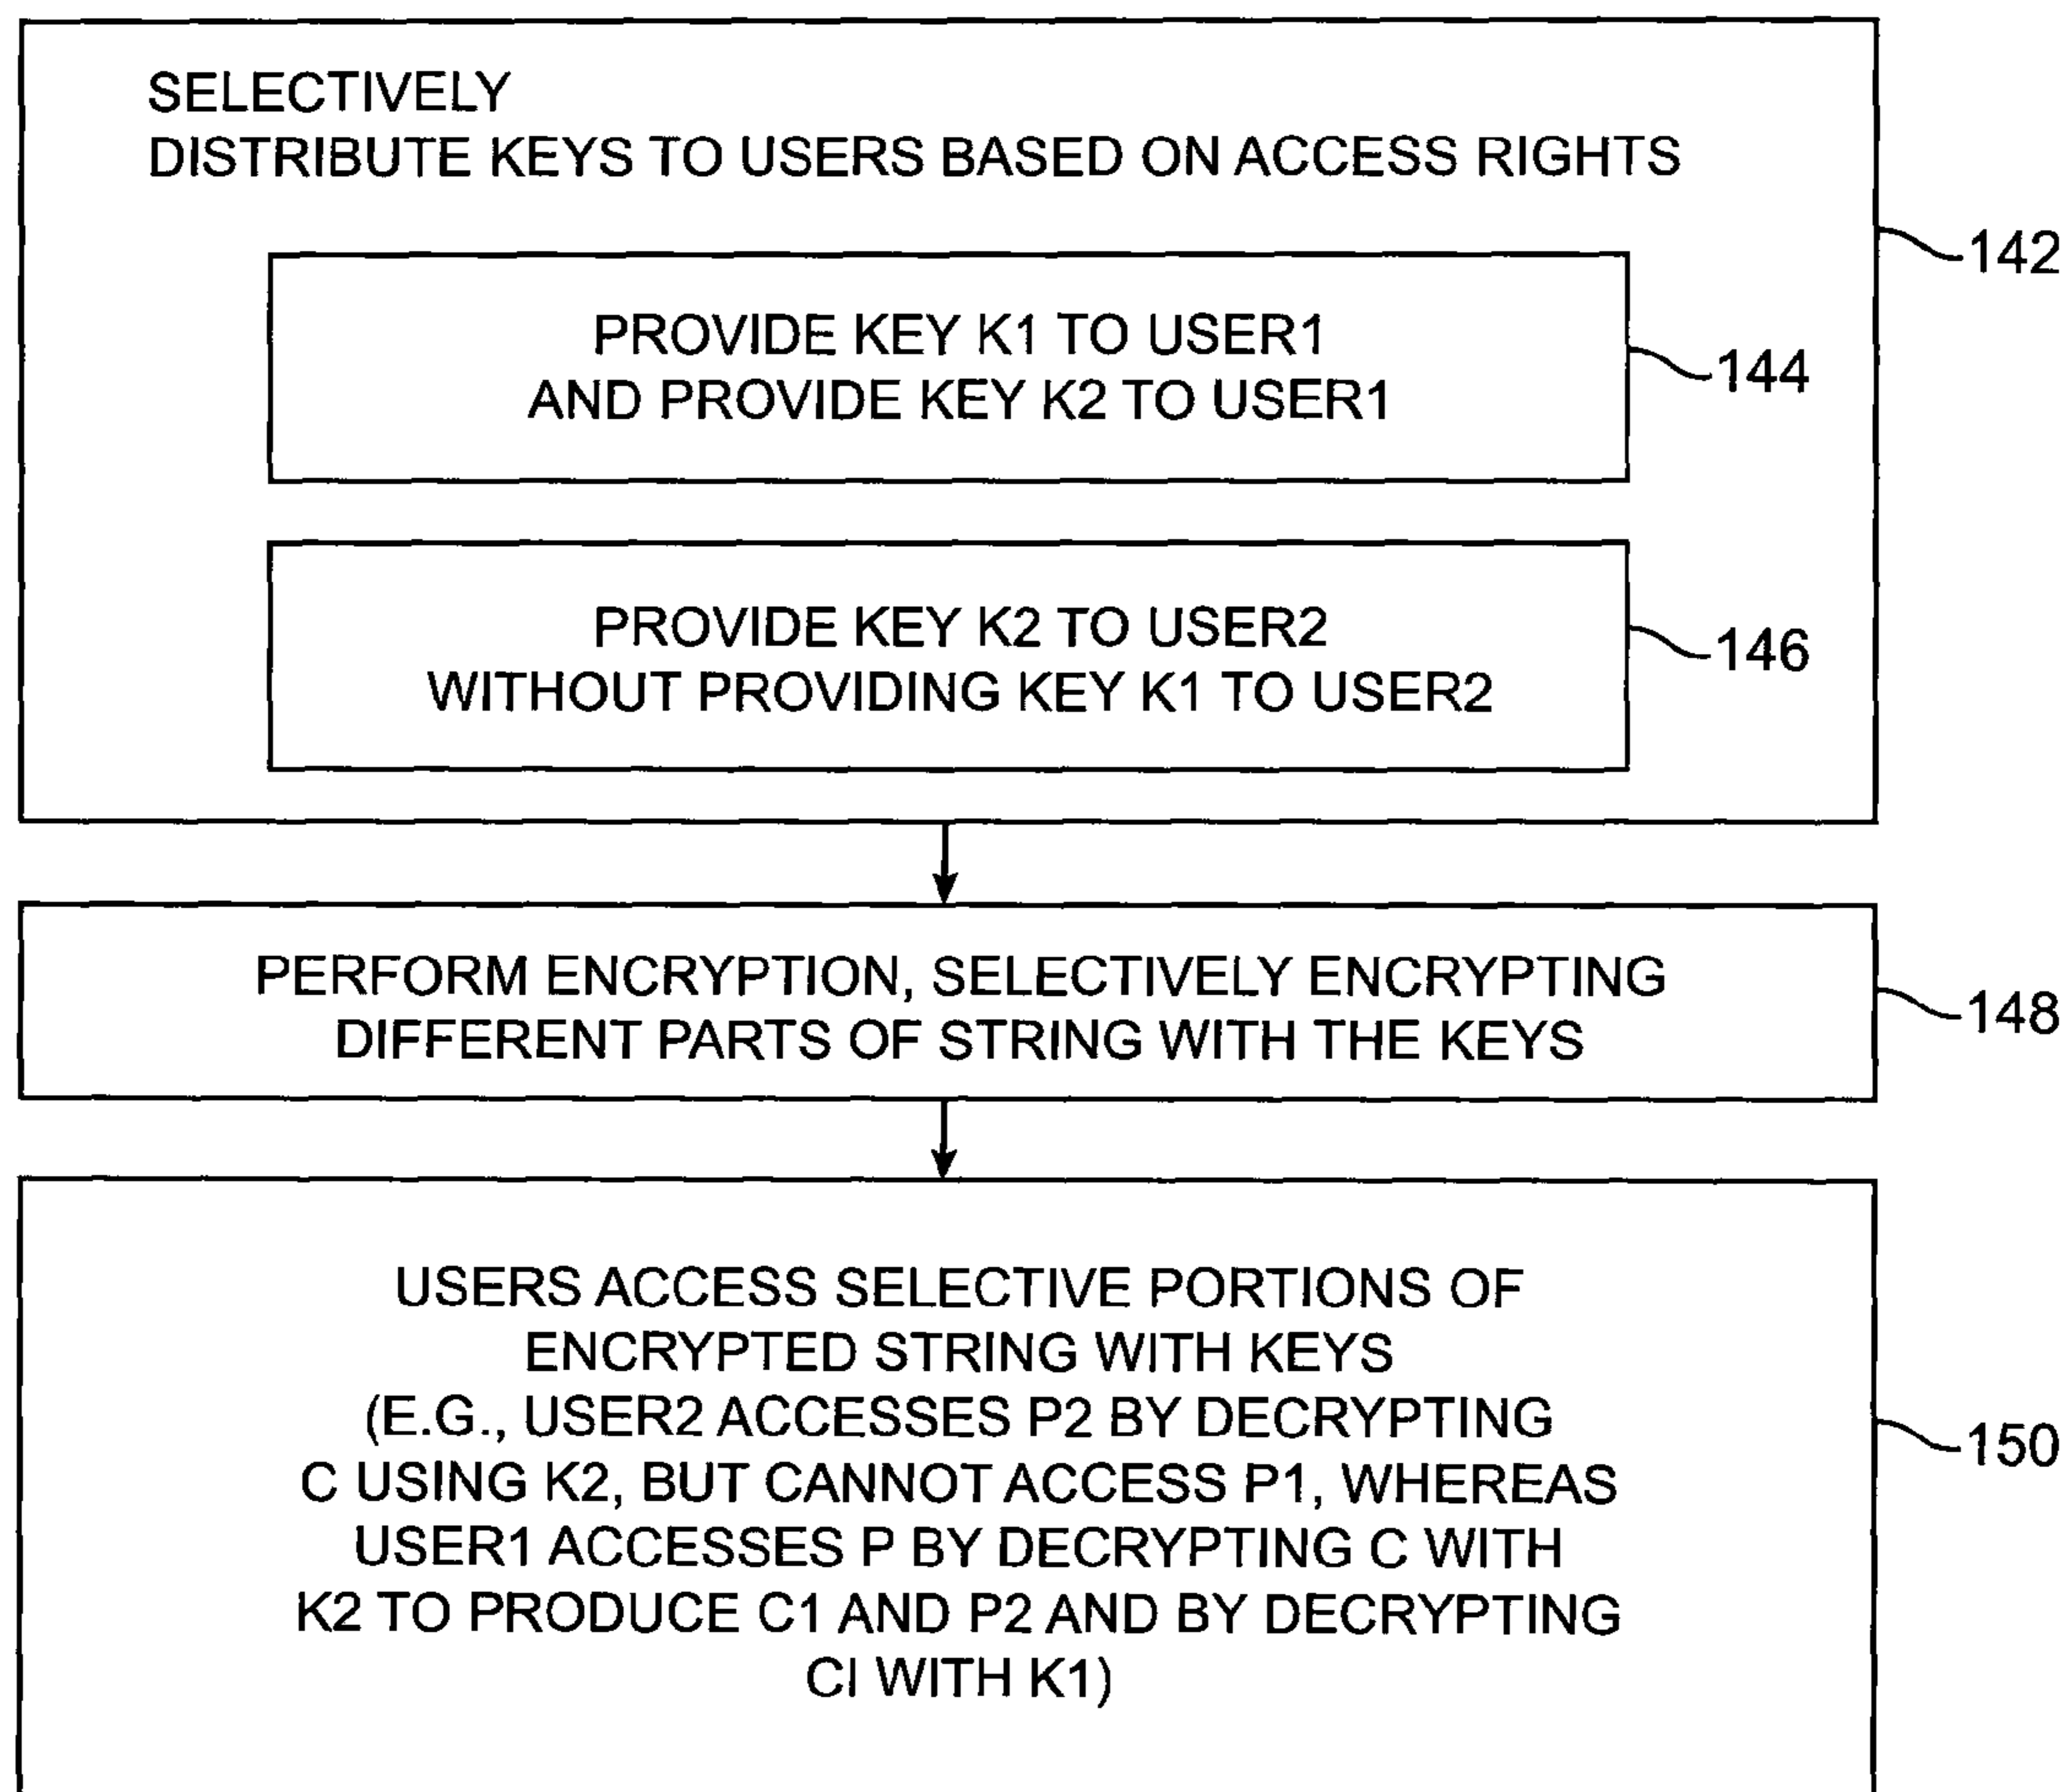 SELECTIVELY
DISTRIBUTE KEYS TO USERS BASED ON ACCESS RIGHTS
142
PROVIDE KEY K1 TO USER1
AND PROVIDE KEY K2 TO USER1
144
PROVIDE KEY K2 TO USER2
WITHOUT PROVIDING KEY K1 TO USER2
146
PERFORM ENCRYPTION, SELECTIVELY ENCRYPTING
DIFFERENT PARTS OF STRING WITH THE KEYS
148
USERS ACCESS SELECTIVE PORTIONS OF
ENCRYPTED STRING WITH KEYS
(E.G., USER2 ACCESSES P2 BY DECRYPTING
C USING K2, BUT CANNOT ACCESS P1, WHEREAS
USER1 ACCESSES P BY DECRYPTING C WITH
K2 TO PRODUCE C1 AND P2 AND BY DECRYPTING
CI WITH K1)
150